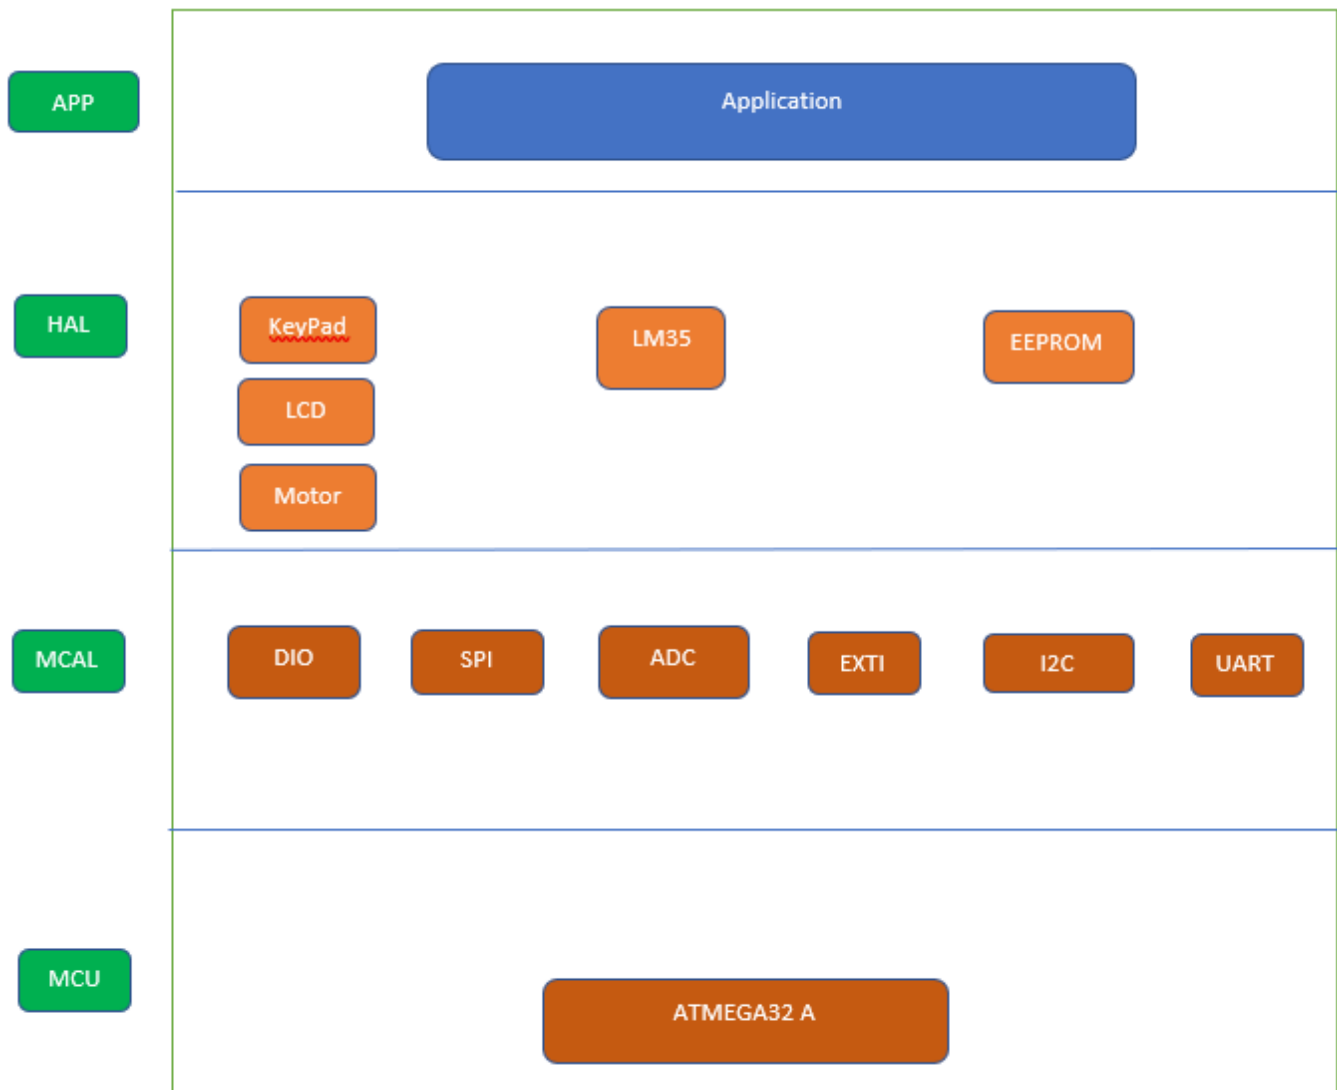 APP
Application
HAL
KeyPad
LM35
EEPROM
LCD
Motor
MCAL
DIO
SPI
ADC
EXTI
I2C
UART
MCU
ATMEGA32 A